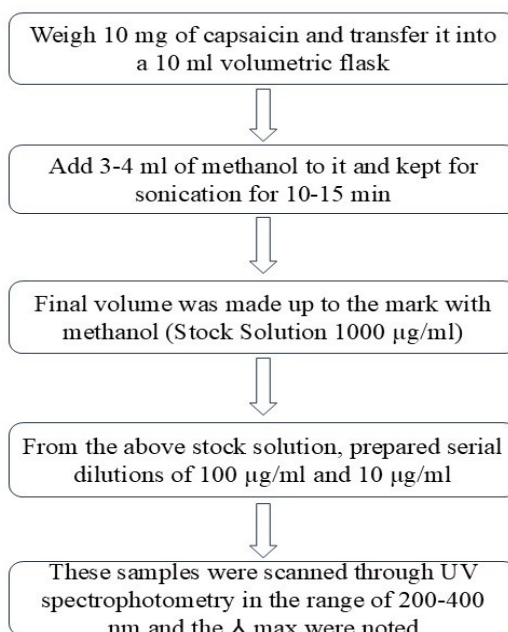 Weigh 10 mg of capsaicin and transfer it into
a 10 ml volumetric flask
Add 3-4 ml of methanol to it and kept for
sonication for 10-15 min
Final volume was made up to the mark with
methanol (Stock Solution 1000 µg/ml)
From the above stock solution, prepared serial
dilutions of 100 µg/ml and 10 µg/ml
These samples were scanned through UV
spectrophotometry in the range of 200-400
nm and the ⅄ max were noted